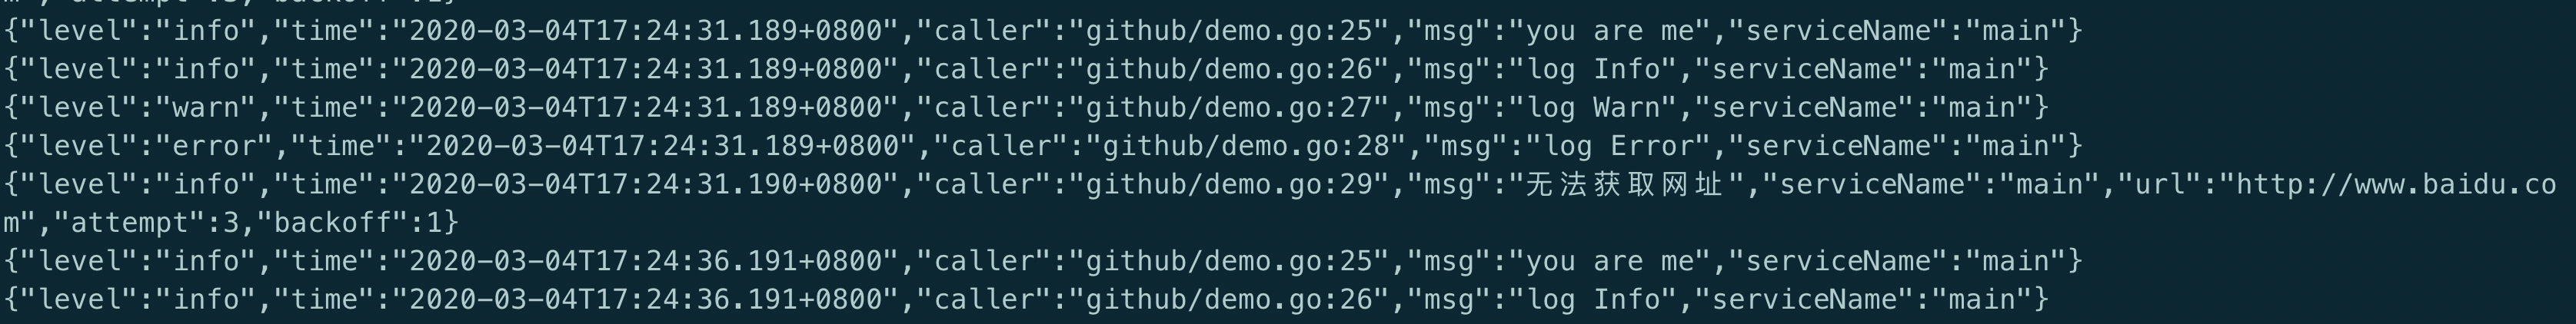 m","attempt":3,"backoff":1}
{"level":"info","time":"2020-03-04T17:24:31.189+0800","caller":"github/demo.go:25","msg":"you are me","serviceName":"main"}
{"level":"info","time":"2020-03-04T17:24:31.189+0800","caller":"github/demo.go:26","msg":"log Info","serviceName":"main"}
{"level":"warn","time":"2020-03-04T17:24:31.189+0800","caller":"github/demo.go:27","msg":"log Warn","serviceName":"main"}
{"level":"error","time":"2020-03-04T17:24:31.189+0800","caller":"github/demo.go:28","msg":"log Error","serviceName":"main"}
{"level":"info","time":"2020-03-04T17:24:31.190+0800","caller":"github/demo.go:29","msg":"无法获取网址","serviceName":"main","url":"http://www.baidu.co
m","attempt":3,"backoff":1}
{"level":"info","time":"2020-03-04T17:24:36.191+0800","caller":"github/demo.go:25","msg":"you are me","serviceName":"main"}
{"level":"info","time":"2020-03-04T17:24:36.191+0800","caller":"github/demo.go:26","msg":"log Info","serviceName":"main"}